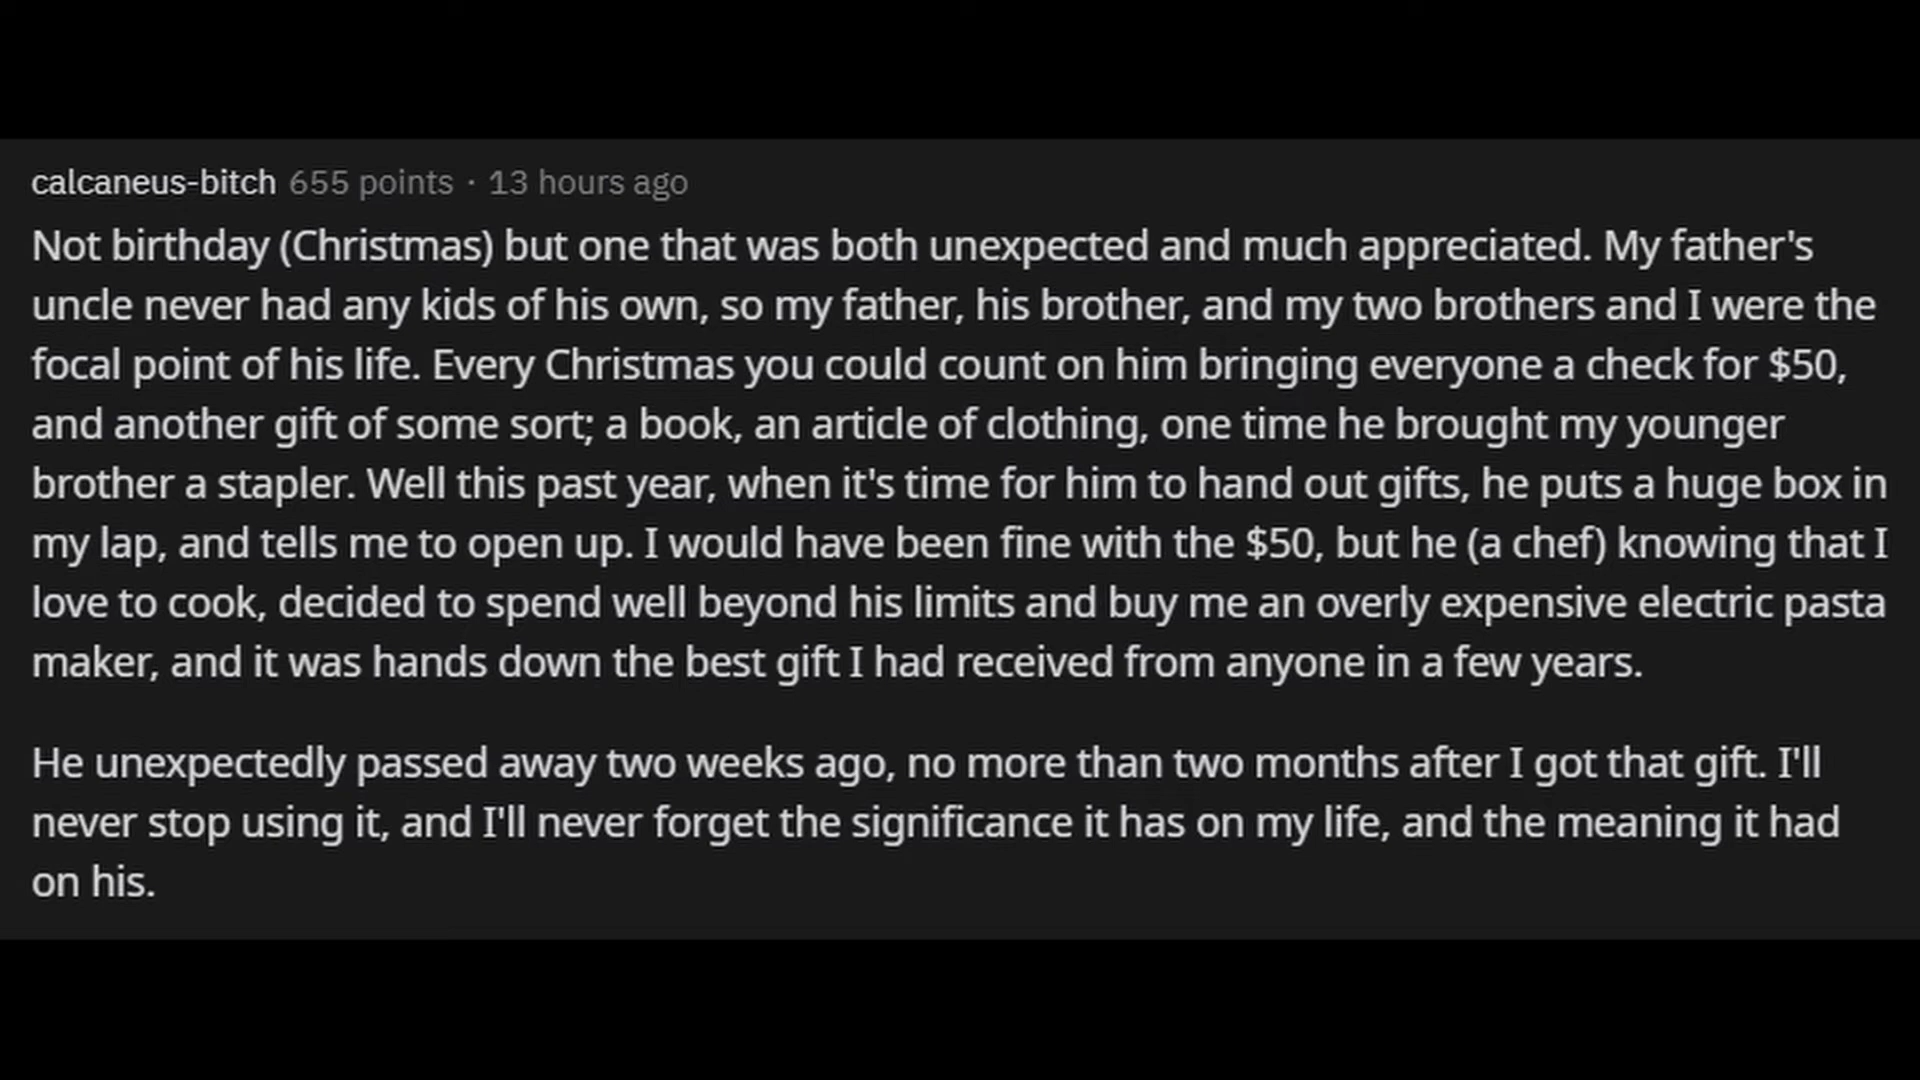 calcaneus-bitch 655 points · 13 hours ago
Not birthday (Christmas) but one that was both unexpected and much appreciated. My father's
uncle never had any kids of his own, so my father, his brother, and my two brothers and I were the
focal point of his life. Every Christmas you could count on him bringing everyone a check for $50,
and another gift of some sort; a book, an article of clothing, one time he brought my younger
brother a stapler. Well this past year, when it's time for him to hand out gifts, he puts a huge box in
my lap, and tells me to open up. I would have been fine with the $50, but he (a chef) knowing that I
love to cook, decided to spend well beyond his limits and buy me an overly expensive electric pasta
maker, and it was hands down the best gift I had received from anyone in a few years.
He unexpectedly passed away two weeks ago, no more than two months after I got that gift. I'll
never stop using it, and I'll never forget the significance it has on my life, and the meaning it had
on his.